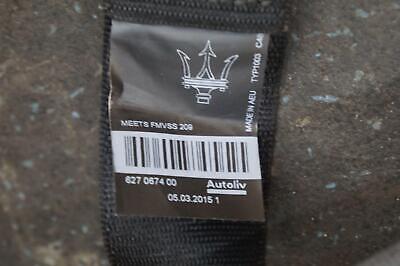 MEETS FMVSS 209
627 0674 00
Autoliv
05.03.2015 1
MADE IN AEU
TYP1003